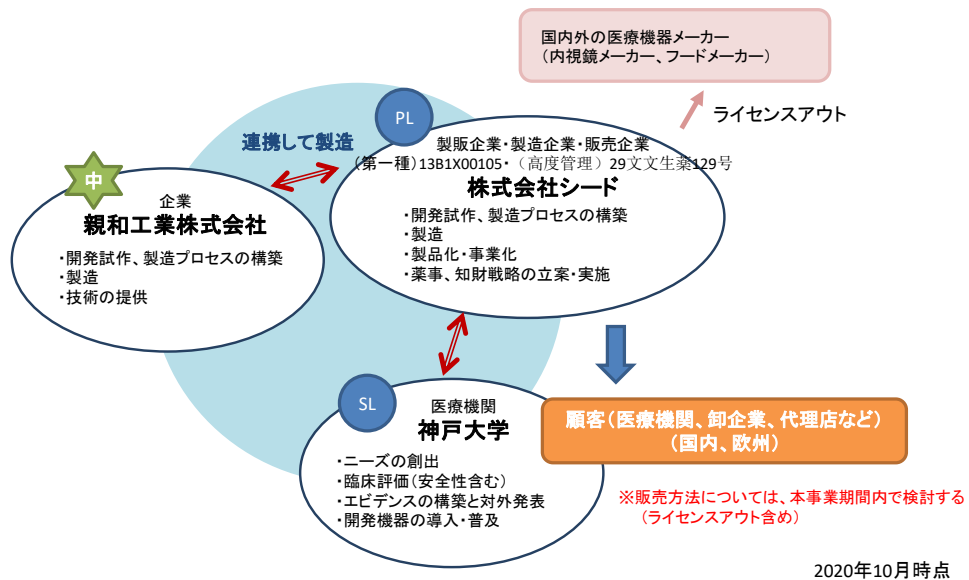 国内外の医療機器メーカー
（内視鏡メーカー、フードメーカー）
ライセンスアウト
PL
連携して製造
製販企業・製造企業・販売企業
（第一種）13B1X00105・（高度管理）29文文生薬129号
株式会社シード
・開発試作、製造プロセスの構築
・製造
・製品化・事業化
・薬事、知財戦略の立案・実施
中
企業
親和工業株式会社
・開発試作、製造プロセスの構築
・製造
・技術の提供
SL
医療機関
神戸大学
・ニーズの創出
・臨床評価（安全性含む）
・エビデンスの構築と対外発表
・開発機器の導入・普及
顧客（医療機関、卸企業、代理店など）
（国内、欧州）
※販売方法については、本事業期間内で検討する
（ライセンスアウト含め）
2020年10月時点